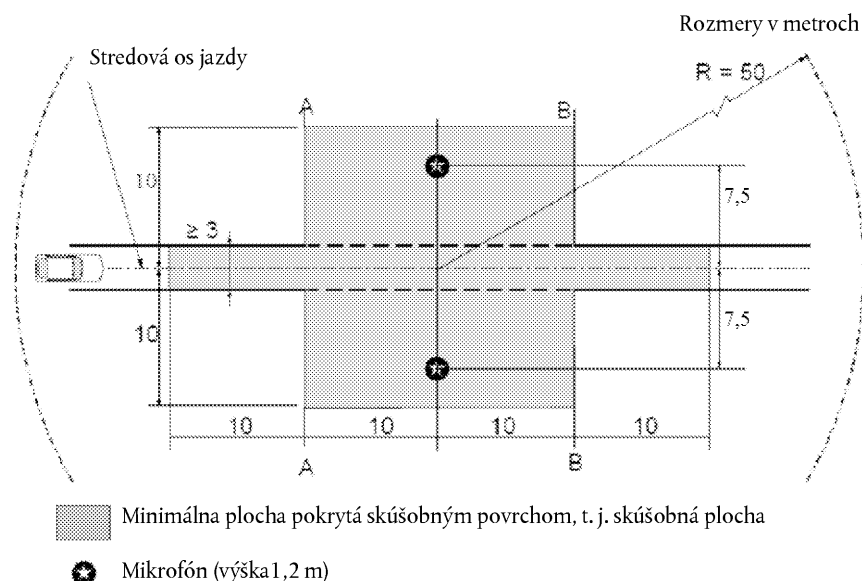 Rozmery v metroch
Stredová os jazdy
R = 50
A
B
10
7,5
≥ 3
10
7,5
10
10
10
10
A
B
Minimálna plocha pokrytá skúšobným povrchom, t. j. skúšobná plocha
Mikrofón (výška1,2 m)